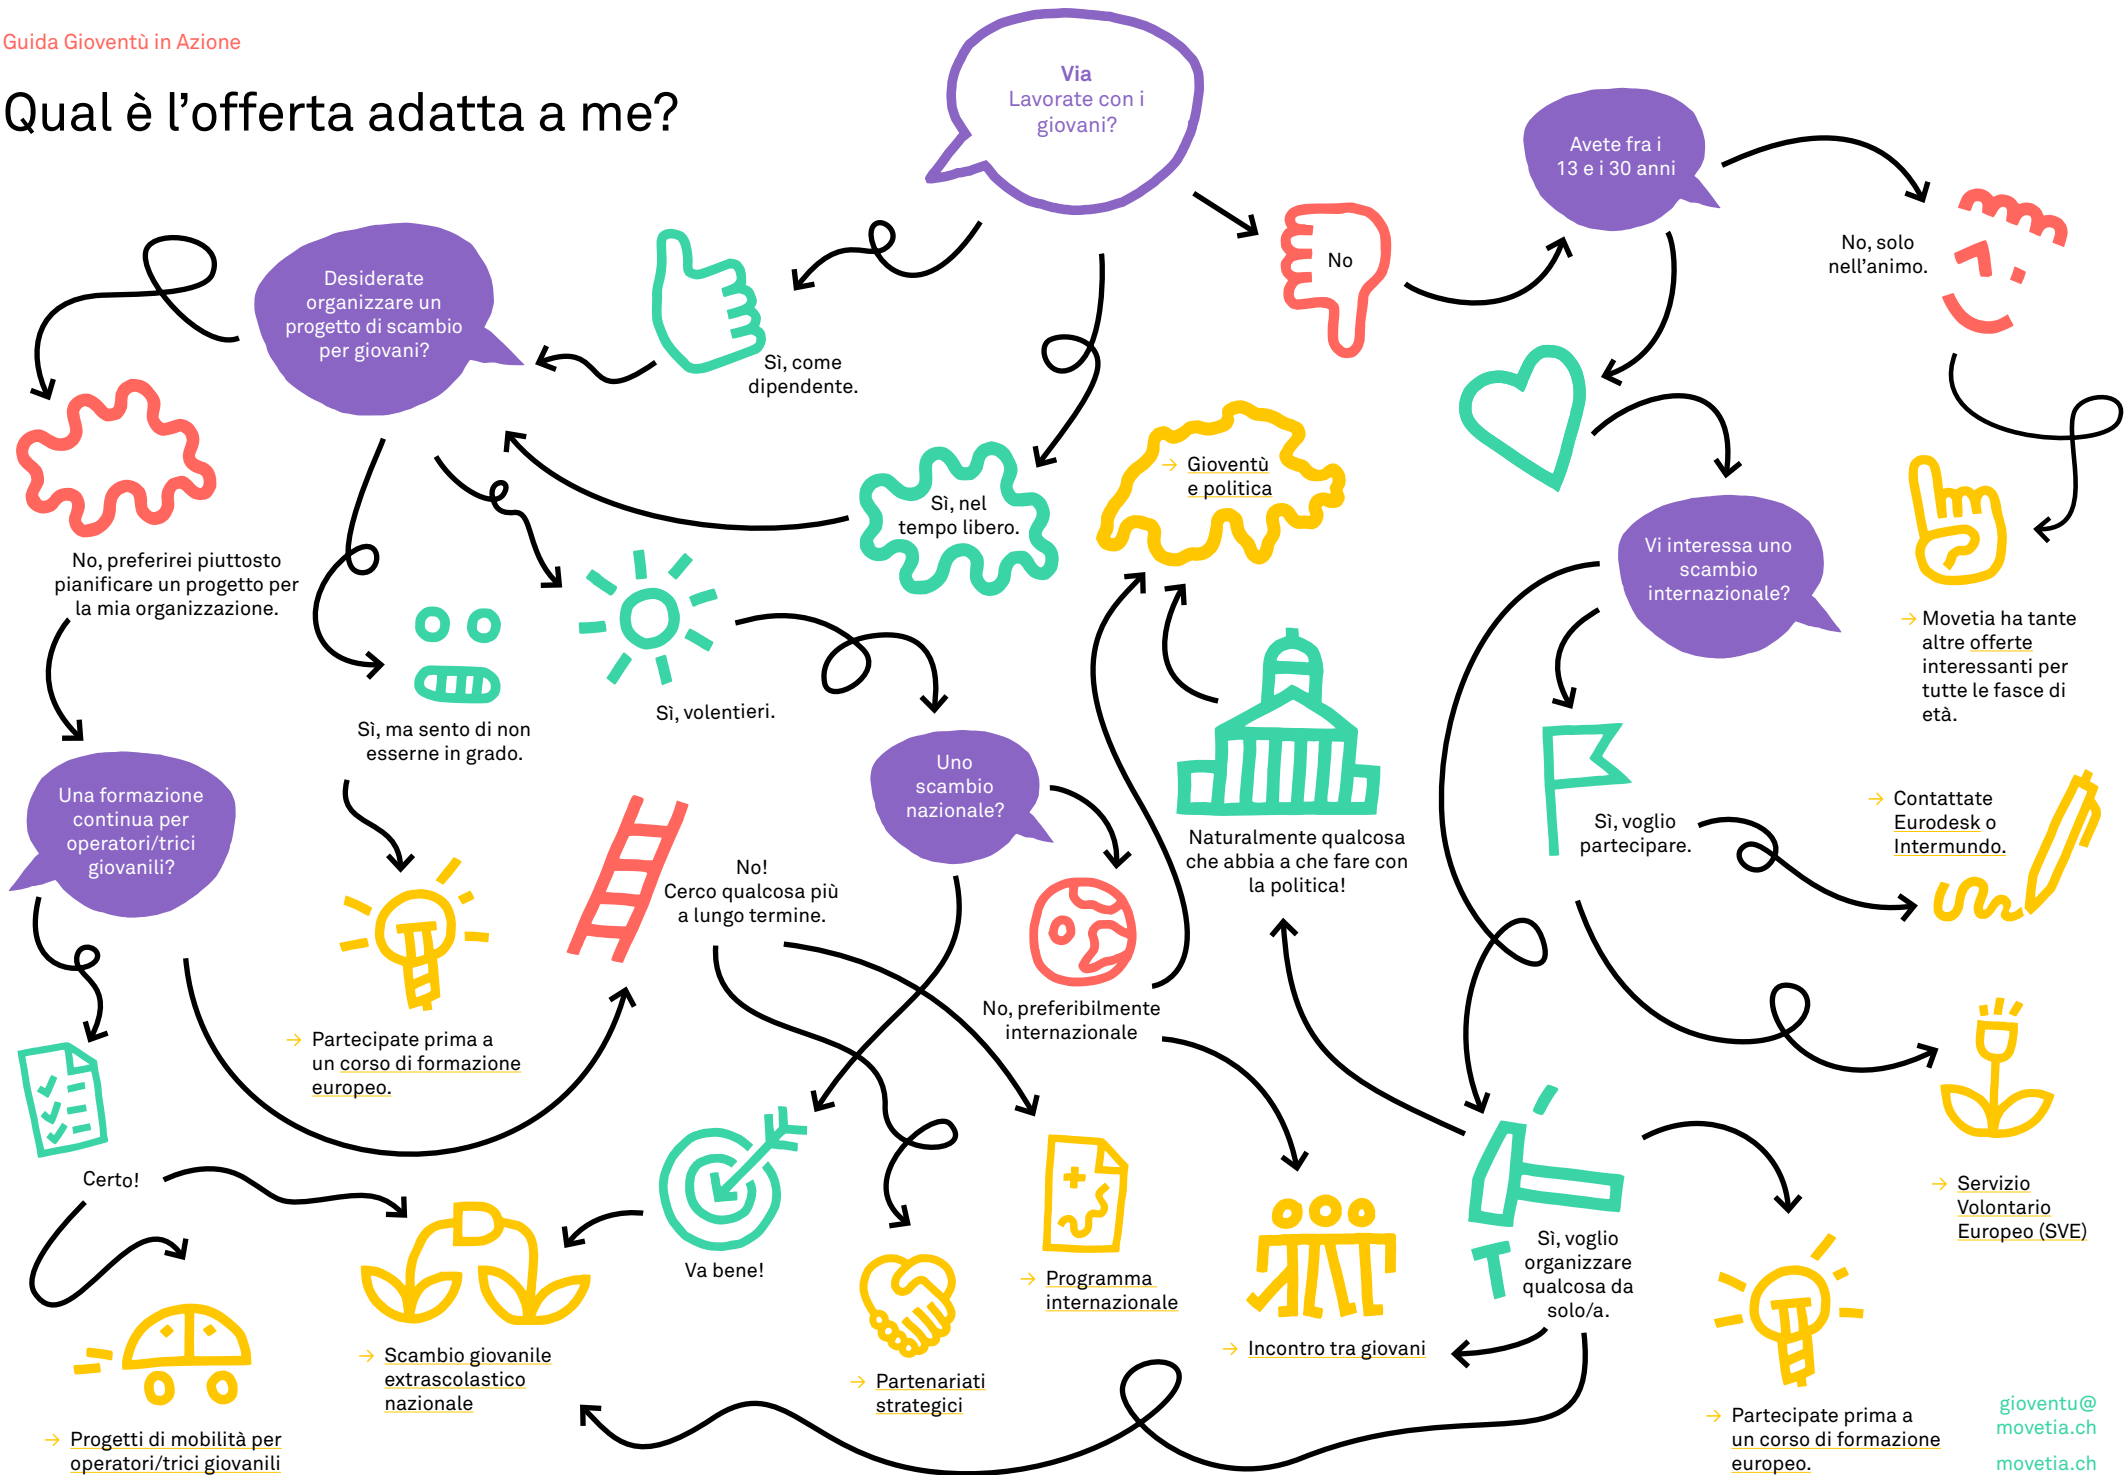 Guida Gioventù in Azione
Qual è l'offerta adatta a me?
Via
Lavorate con i
giovani?
Avete fra i
13 e i 30 anni
No
No, solo
nell'animo.
Desiderate
organizzare un
progetto di scambio
per giovani?
Sì, come
dipendente.
→ Gioventù
e politica
Sì, nel
tempo libero.
No, preferirei piuttosto
pianificare un progetto per
la mia organizzazione.
Vi interessa uno
scambio
internazionale?
→ Movetia ha tante
altre offerte
interessanti per
tutte le fasce di
età.
Sì, ma sento di non
esserne in grado.
Sì, volentieri.
Uno
scambio
nazionale?
Una formazione
continua per
operatori/trici
giovanili?
No!
Cerco qualcosa più
a lungo termine.
Naturalmente qualcosa
che abbia a che fare con
la politica!
Sì, voglio
partecipare.
→ Contattate
Eurodesk o
Intermundo.
No, preferibilmente
internazionale
→ Partecipate prima a
un corso di formazione
europeo.
Certo!
→ Servizio
Volontario
Europeo (SVE)
Va bene!
→ Programma
internazionale
Sì, voglio
organizzare
qualcosa da
solo/a.
→ Incontro tra giovani
→ Scambio giovanile
extrascolastico
nazionale
→ Partenariati
strategici
→ Progetti di mobilità per
operatori/trici giovanili
→ Partecipate prima a
un corso di formazione
europeo.
gioventu@
movetia.ch
movetia.ch